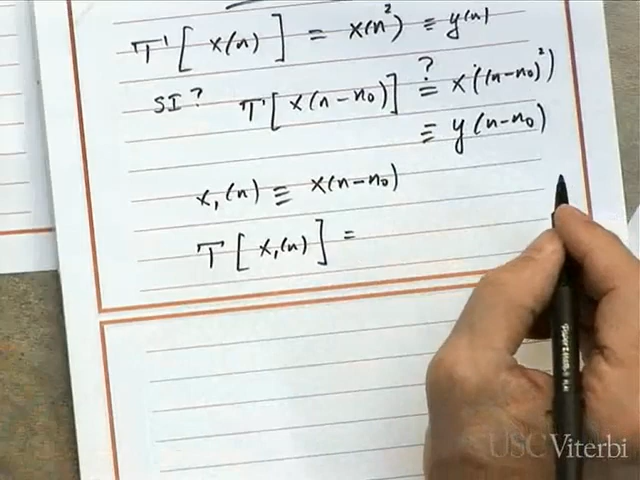 T[x(n)] = x(n²) ≡ y(n)
SI? T[x(n-n₀)] ≟ x((n-n₀)²)
≡ y(n-n₀)
x₁(n) ≡ x(n-n₀)
T[x₁(n)] =
USC Viterbi